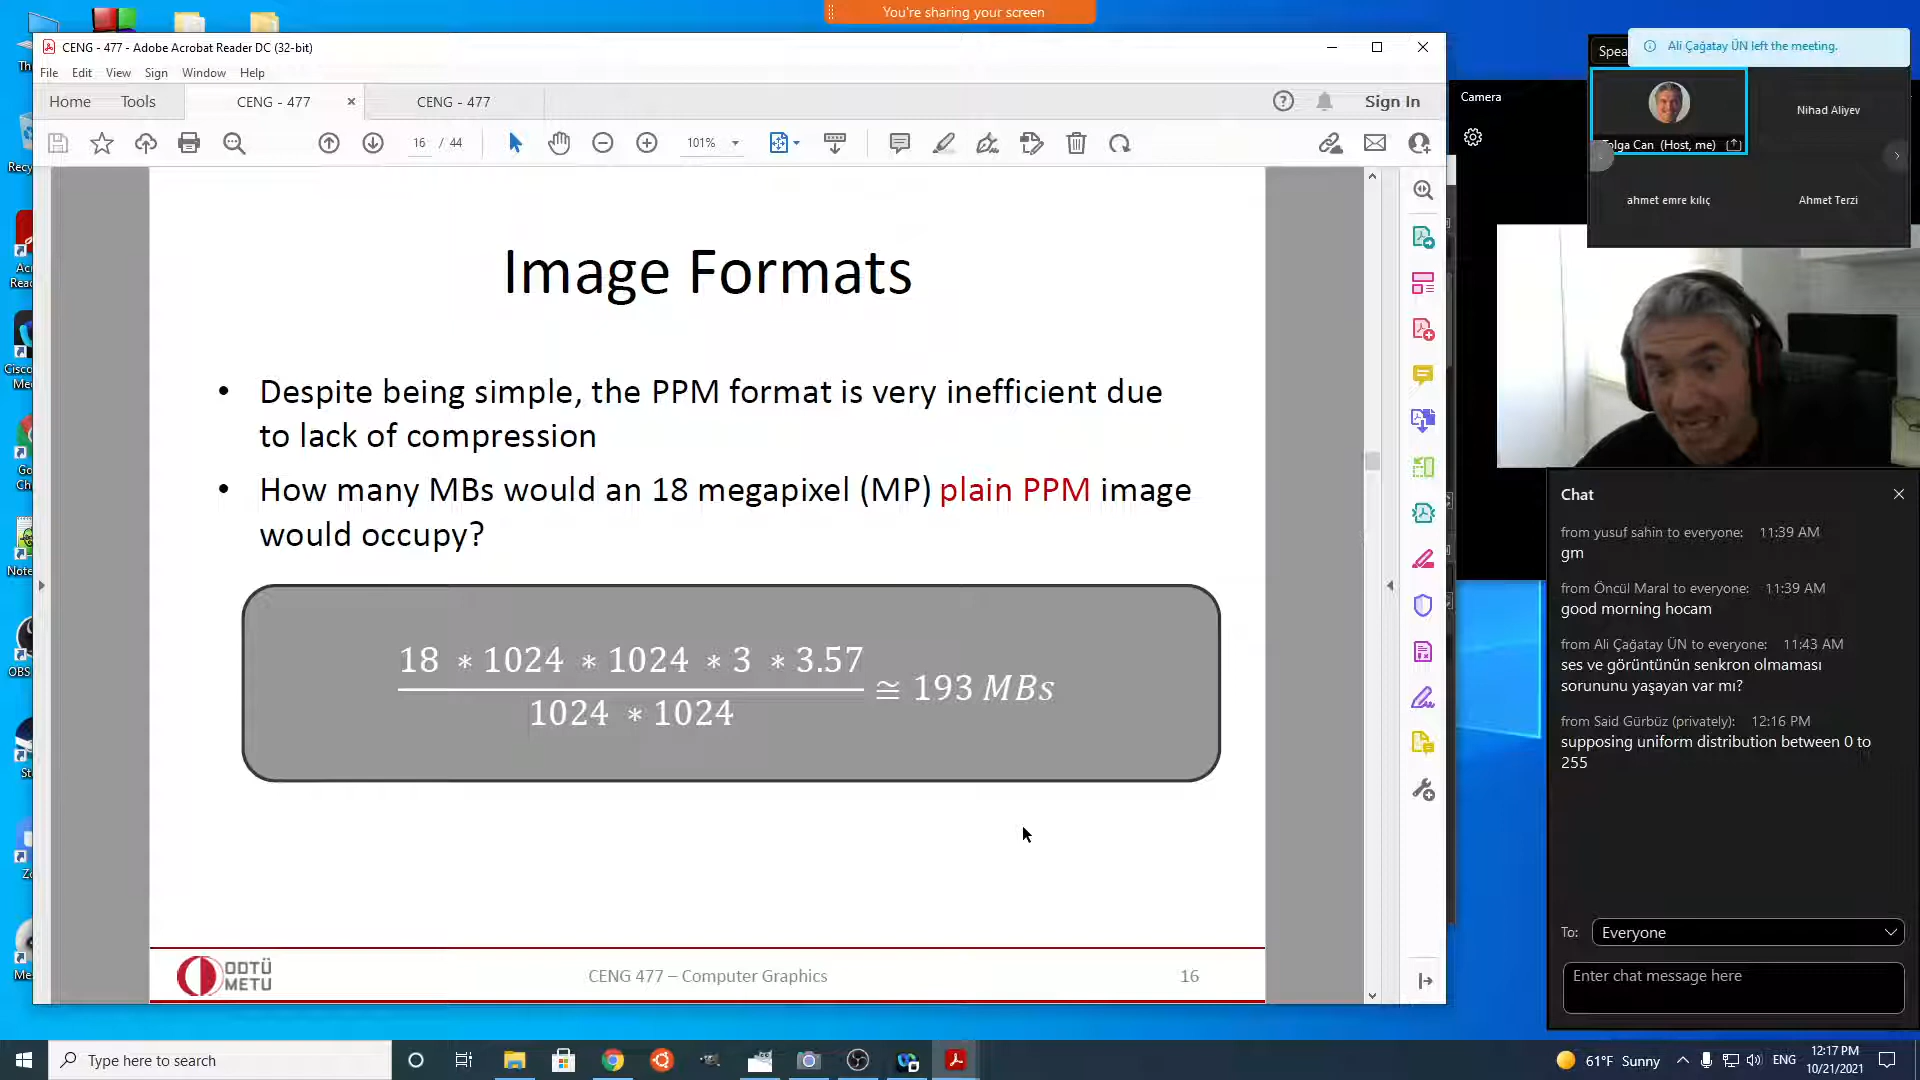 You're sharing your screen
CENG - 477 - Adobe Acrobat Reader DC (32-bit)
File Edit View Sign Window Help
Home Tools CENG - 477 CENG - 477 Sign In
16 / 44 101%
Image Formats
• Despite being simple, the PPM format is very inefficient due
to lack of compression
• How many MBs would an 18 megapixel (MP) plain PPM image
would occupy?
18 * 1024 * 1024 * 3 * 3.57
1024 * 1024
≅ 193 MBs
ODTÜ
METU
CENG 477 – Computer Graphics
16
Ali Çağatay ÜN left the meeting.
Camera
Nihad Aliyev
Tolga Can (Host, me)
ahmet emre kılıç
Ahmet Terzi
Chat
from yusuf sahin to everyone: 11:39 AM
gm
from Öncül Maral to everyone: 11:39 AM
good morning hocam
from Ali Çağatay ÜN to everyone: 11:43 AM
ses ve görüntünün senkron olmaması
sorununu yaşayan var mı?
from Said Gürbüz (privately): 12:16 PM
supposing uniform distribution between 0 to
255
To: Everyone
Enter chat message here
Type here to search
61°F Sunny
ENG
12:17 PM
10/21/2021